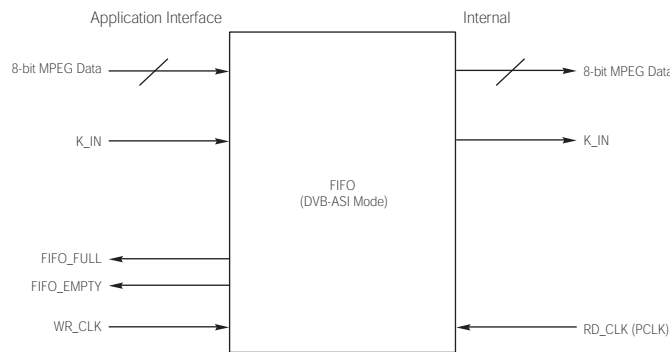 Application Interface
Internal
8-bit MPEG Data
8-bit MPEG Data
K_IN
K_IN
FIFO
(DVB-ASI Mode)
FIFO_FULL
FIFO_EMPTY
WR_CLK
RD_CLK (PCLK)